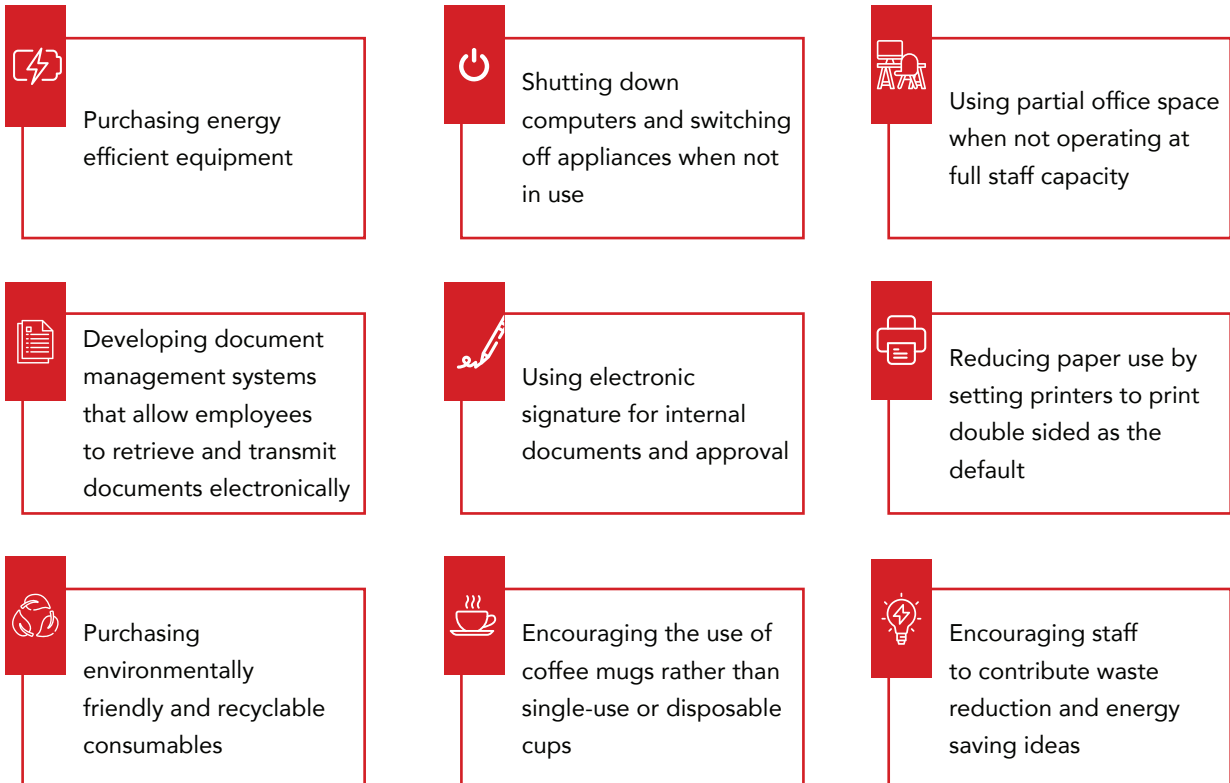 Purchasing energy
efficient equipment
Shutting down
computers and switching
off appliances when not
in use
Using partial office space
when not operating at
full staff capacity
Developing document
management systems
that allow employees
to retrieve and transmit
documents electronically
Using electronic
signature for internal
documents and approval
Reducing paper use by
setting printers to print
double sided as the
default
Purchasing
environmentally
friendly and recyclable
consumables
Encouraging the use of
coffee mugs rather than
single-use or disposable
cups
Encouraging staff
to contribute waste
reduction and energy
saving ideas